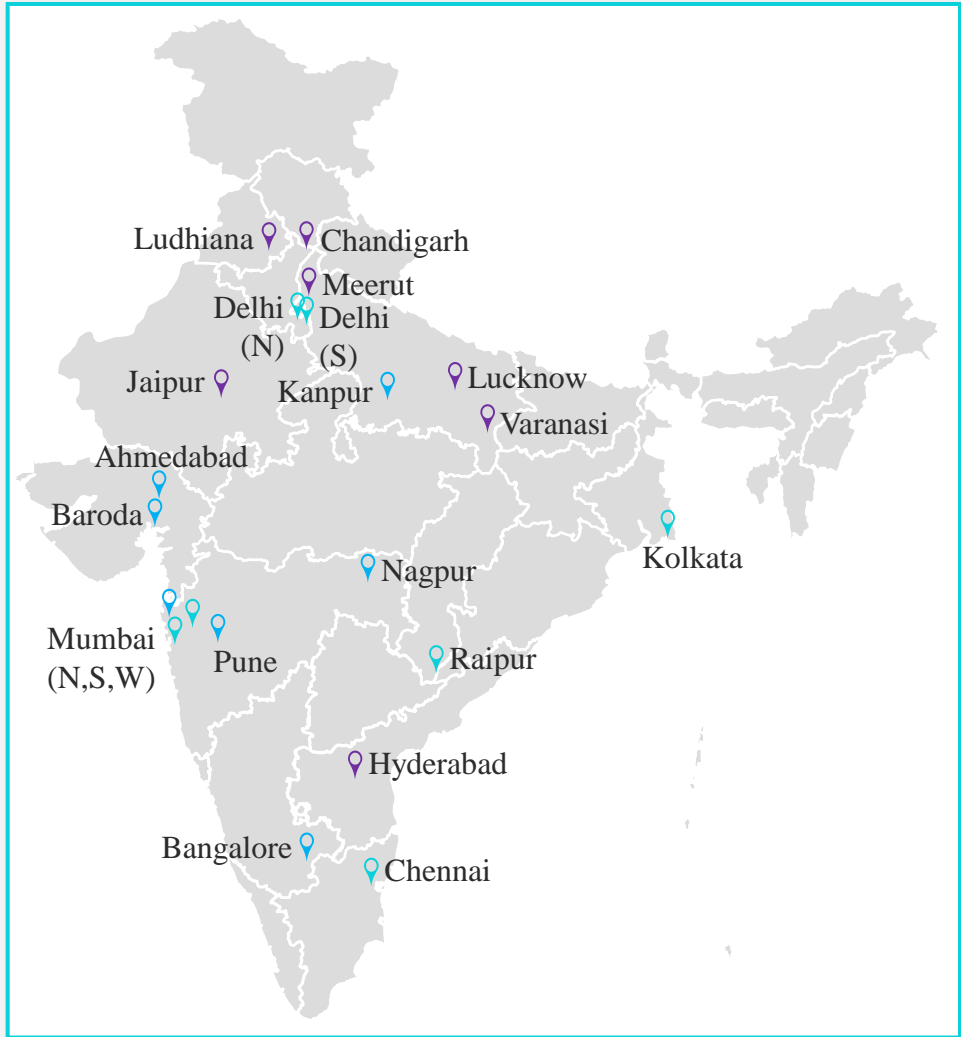 Ludhiana
Chandigarh
Meerut
Delhi
(N)
Delhi
(S)
Jaipur
Kanpur
Lucknow
Varanasi
Ahmedabad
Baroda
Kolkata
Nagpur
Mumbai
(N,S,W)
Pune
Raipur
Hyderabad
Bangalore
Chennai